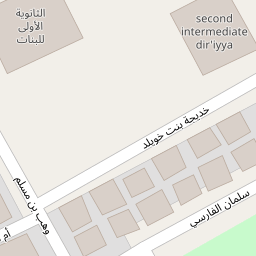 الثانوية
الأولى
للبنات
second
intermediate
dir'iyya
خديجة بنت خويلد
وهب بن مسلم
سلمان الفارسي